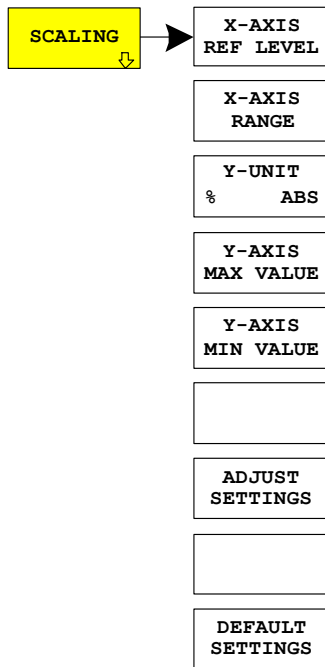 SCALING
X-AXIS
REF LEVEL
X-AXIS
RANGE
Y-UNIT
% ABS
Y-AXIS
MAX VALUE
Y-AXIS
MIN VALUE
ADJUST
SETTINGS
DEFAULT
SETTINGS